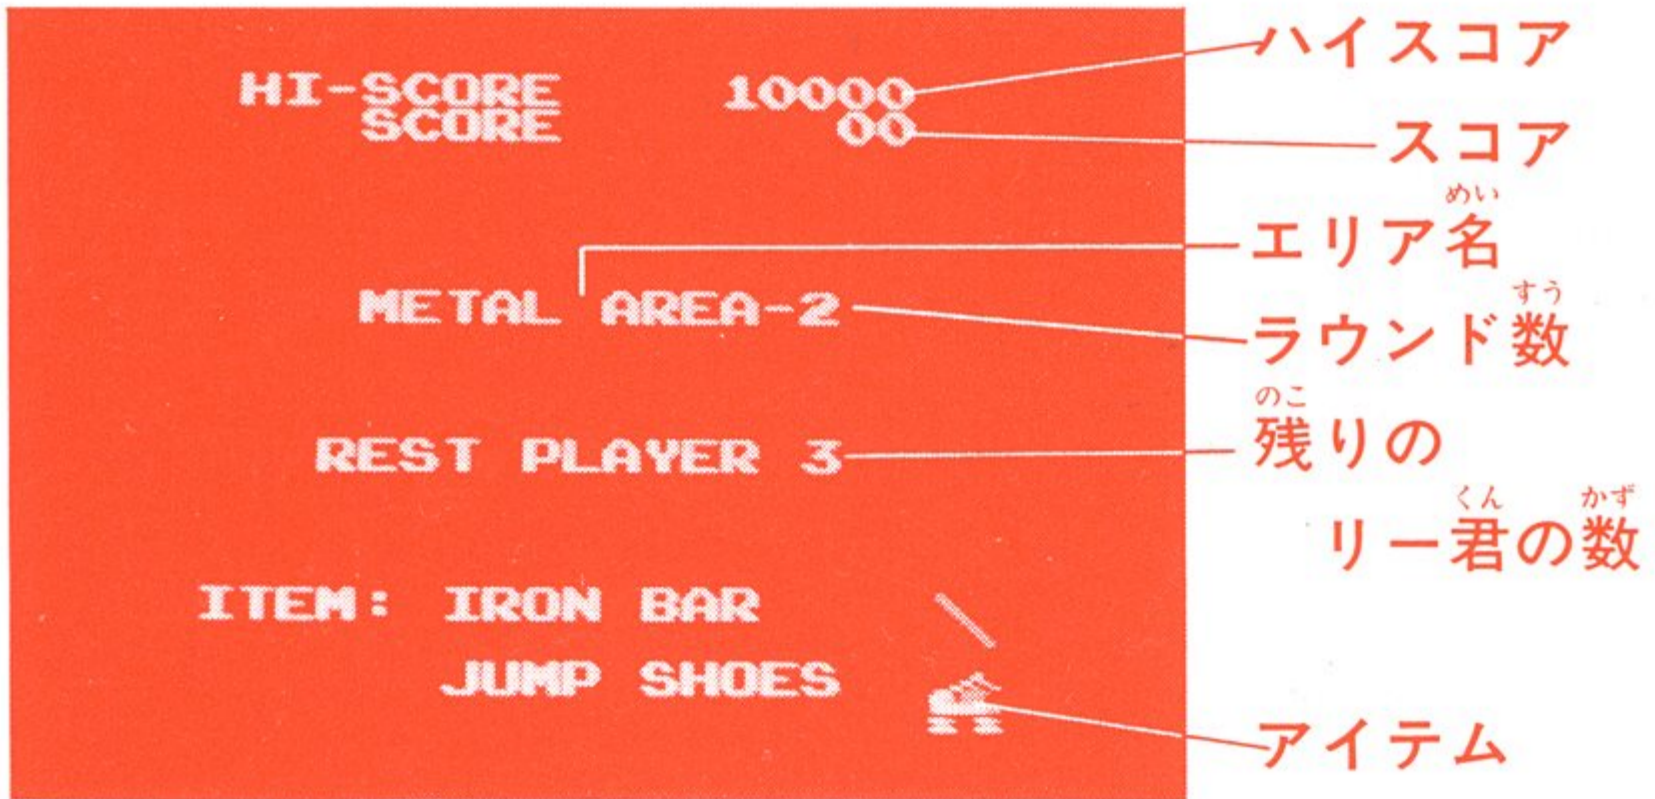 HI-SCORE 10000
SCORE 00
METAL AREA-2
REST PLAYER 3
ITEM: IRON BAR
JUMP SHOES
ハイスコア
スコア
めい
エリア名
すう
ラウンド数
のこ
残りの
くん かず
リー君の数
アイテム